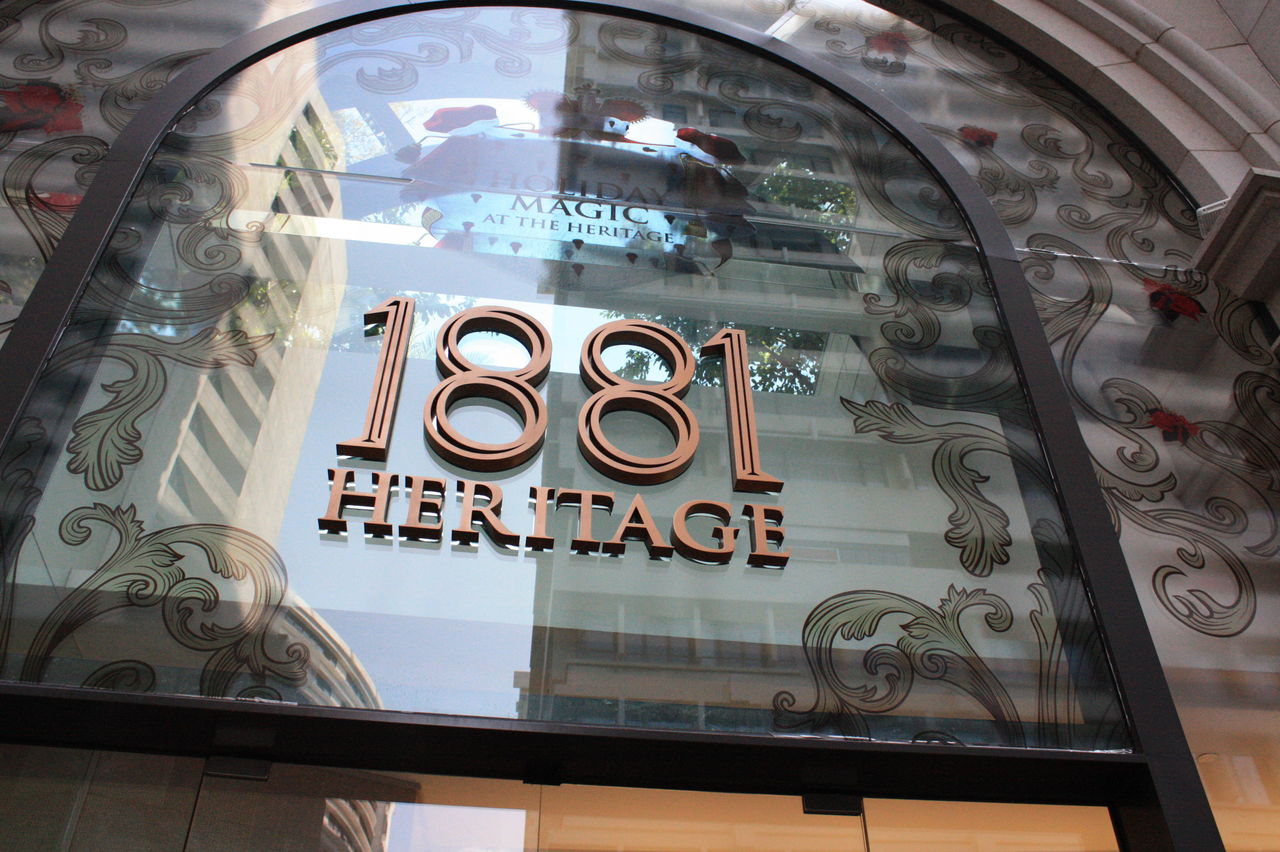 HOLIDAY
MAGIC
AT THE HERITAGE
1881
HERITAGE